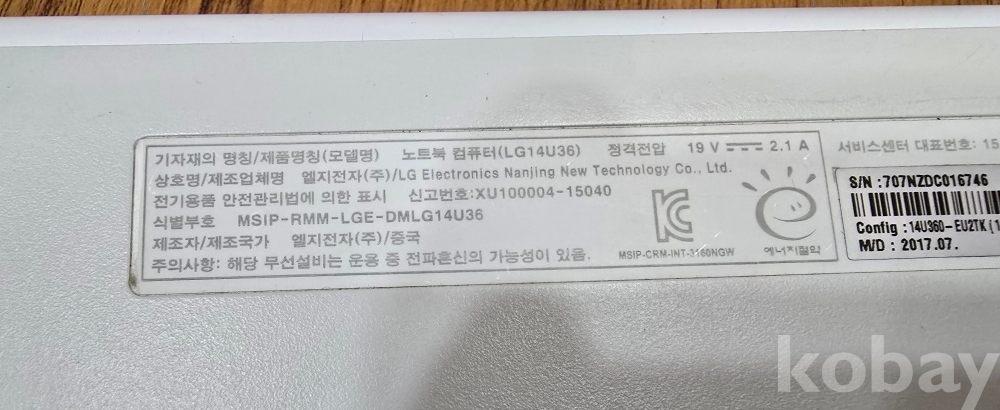 기자재의 명칭/제품명칭(모델명) 노트북 컴퓨터(LG14U36) 정격전압 19 V 2.1 A
상호명/제조업체명 엘지전자(주)/LG Electronics Nanjing New Technology Co., Ltd.
전기용품 안전관리법에 의한 표시 신고번호:XU100004-15040
식별부호 MSIP-RMM-LGE-DMLG14U36
제조자/제조국가 엘지전자(주)/중국
주의사항: 해당 무선설비는 운용 중 전파혼신의 가능성이 있음.
MSIP-CRM-INT-3160NGW
에너지절약
서비스센터 대표번호: 15
S/N :707NZDC016746
Config :14U360-EU2TK (1
M/D : 2017.07.
kobay